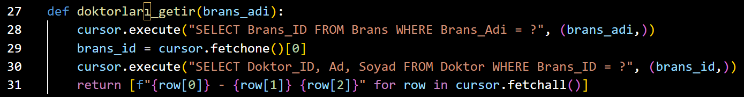 27 def doktorları_getir(brans_adi):
28     cursor.execute("SELECT Brans_ID FROM Brans WHERE Brans_Adi = ?", (brans_adi,))
29     brans_id = cursor.fetchone()[0]
30     cursor.execute("SELECT Doktor_ID, Ad, Soyad FROM Doktor WHERE Brans_ID = ?", (brans_id,))
31     return [f"{row[0]} - {row[1]} {row[2]}" for row in cursor.fetchall()]